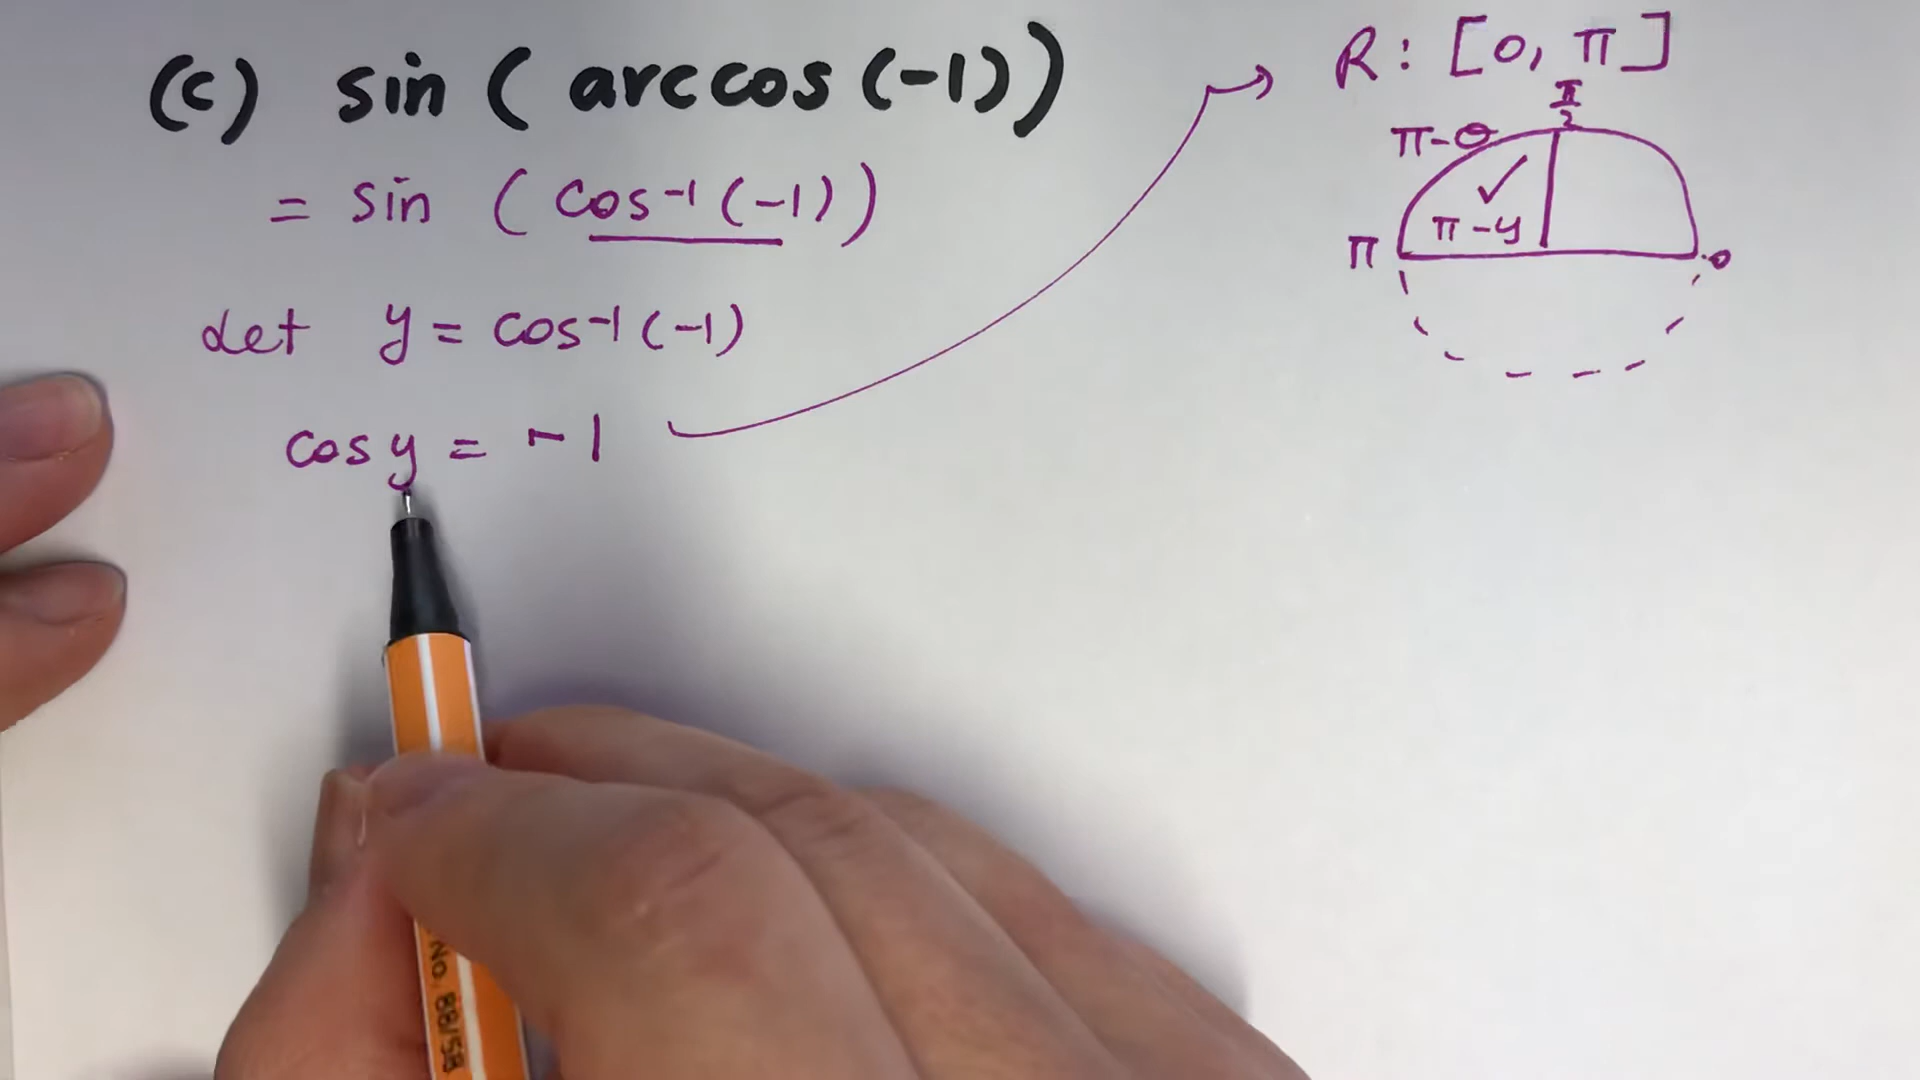 (c) sin ( arccos (-1))
= sin ( cos⁻¹ (-1))
Let y = cos⁻¹ (-1)
cos y = -1
R : [0, π]
π/2
π-θ
✓
π-y
π
0
No. 88/58